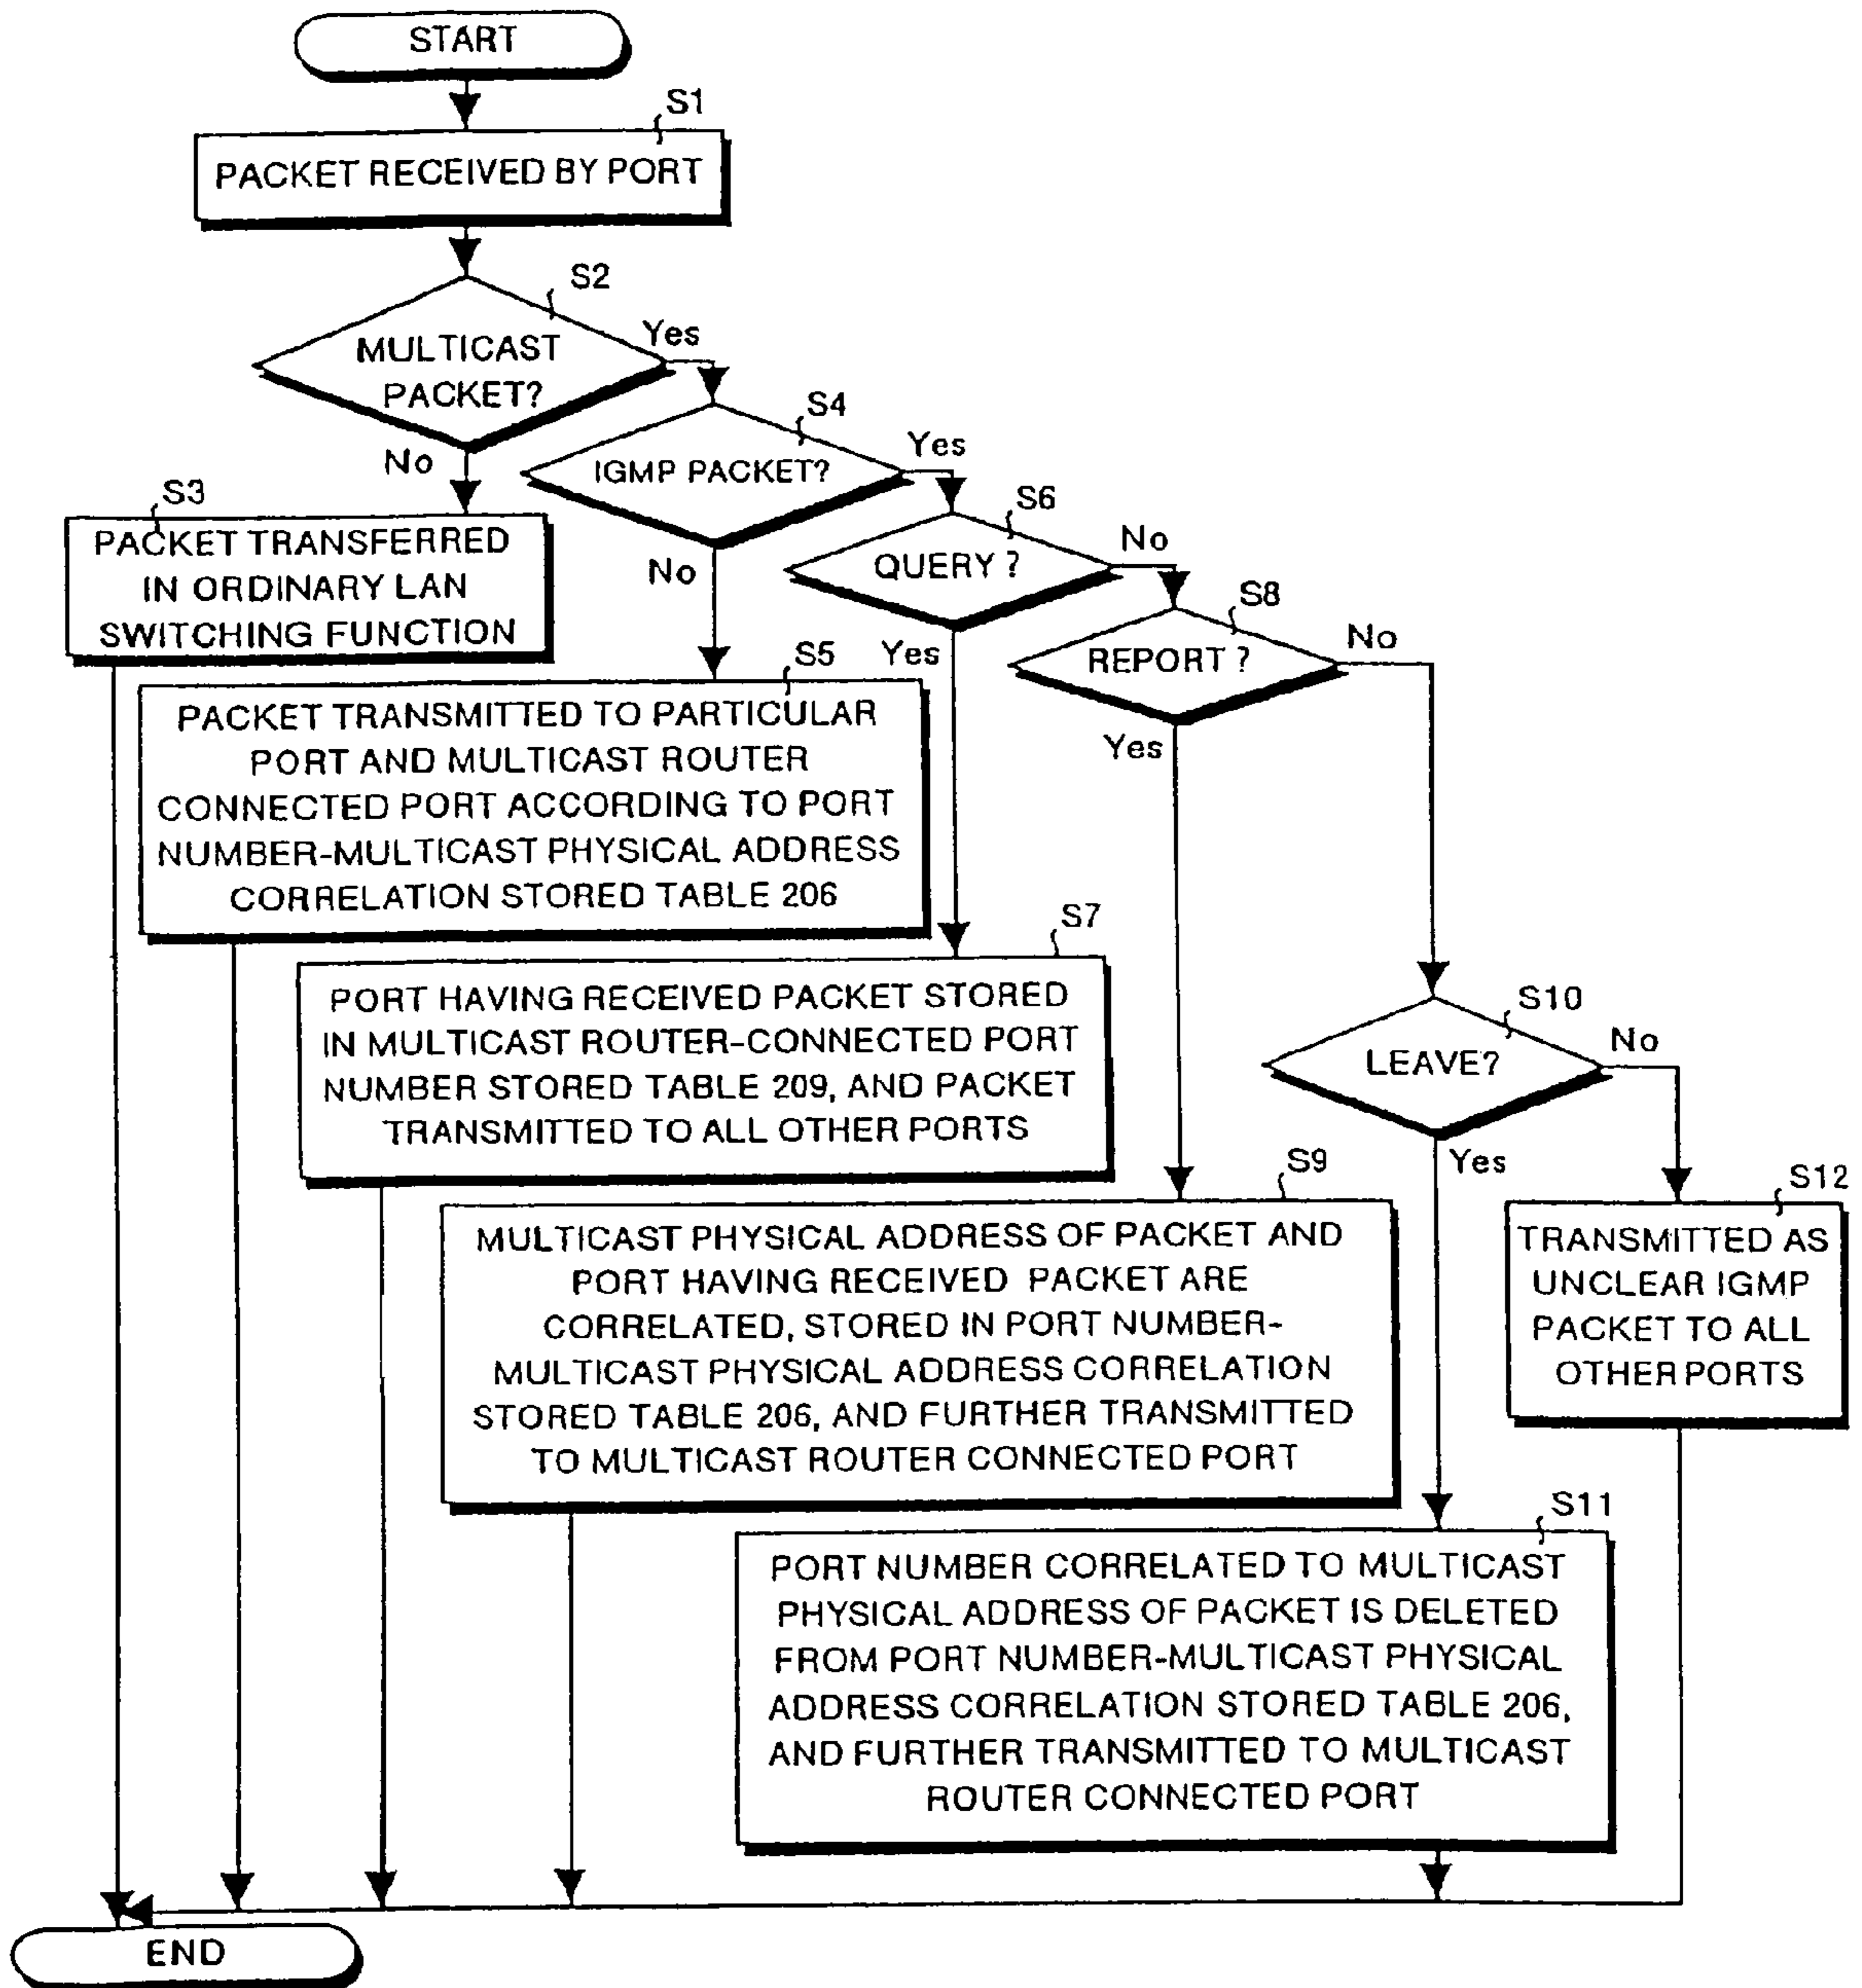 START
S1
PACKET RECEIVED BY PORT
S2
MULTICAST
PACKET?
Yes
No
S4
IGMP PACKET?
Yes
No
S3
PACKET TRANSFERRED
IN ORDINARY LAN
SWITCHING FUNCTION
S6
QUERY ?
No
Yes
S8
REPORT ?
No
Yes
S5
PACKET TRANSMITTED TO PARTICULAR
PORT AND MULTICAST ROUTER
CONNECTED PORT ACCORDING TO PORT
NUMBER-MULTICAST PHYSICAL ADDRESS
CORRELATION STORED TABLE 206
S7
PORT HAVING RECEIVED PACKET STORED
IN MULTICAST ROUTER-CONNECTED PORT
NUMBER STORED TABLE 209, AND PACKET
TRANSMITTED TO ALL OTHER PORTS
S10
LEAVE?
No
Yes
S9
MULTICAST PHYSICAL ADDRESS OF PACKET AND
PORT HAVING RECEIVED PACKET ARE
CORRELATED, STORED IN PORT NUMBER-
MULTICAST PHYSICAL ADDRESS CORRELATION
STORED TABLE 206, AND FURTHER TRANSMITTED
TO MULTICAST ROUTER CONNECTED PORT
S12
TRANSMITTED AS
UNCLEAR IGMP
PACKET TO ALL
OTHER PORTS
S11
PORT NUMBER CORRELATED TO MULTICAST
PHYSICAL ADDRESS OF PACKET IS DELETED
FROM PORT NUMBER-MULTICAST PHYSICAL
ADDRESS CORRELATION STORED TABLE 206,
AND FURTHER TRANSMITTED TO MULTICAST
ROUTER CONNECTED PORT
END